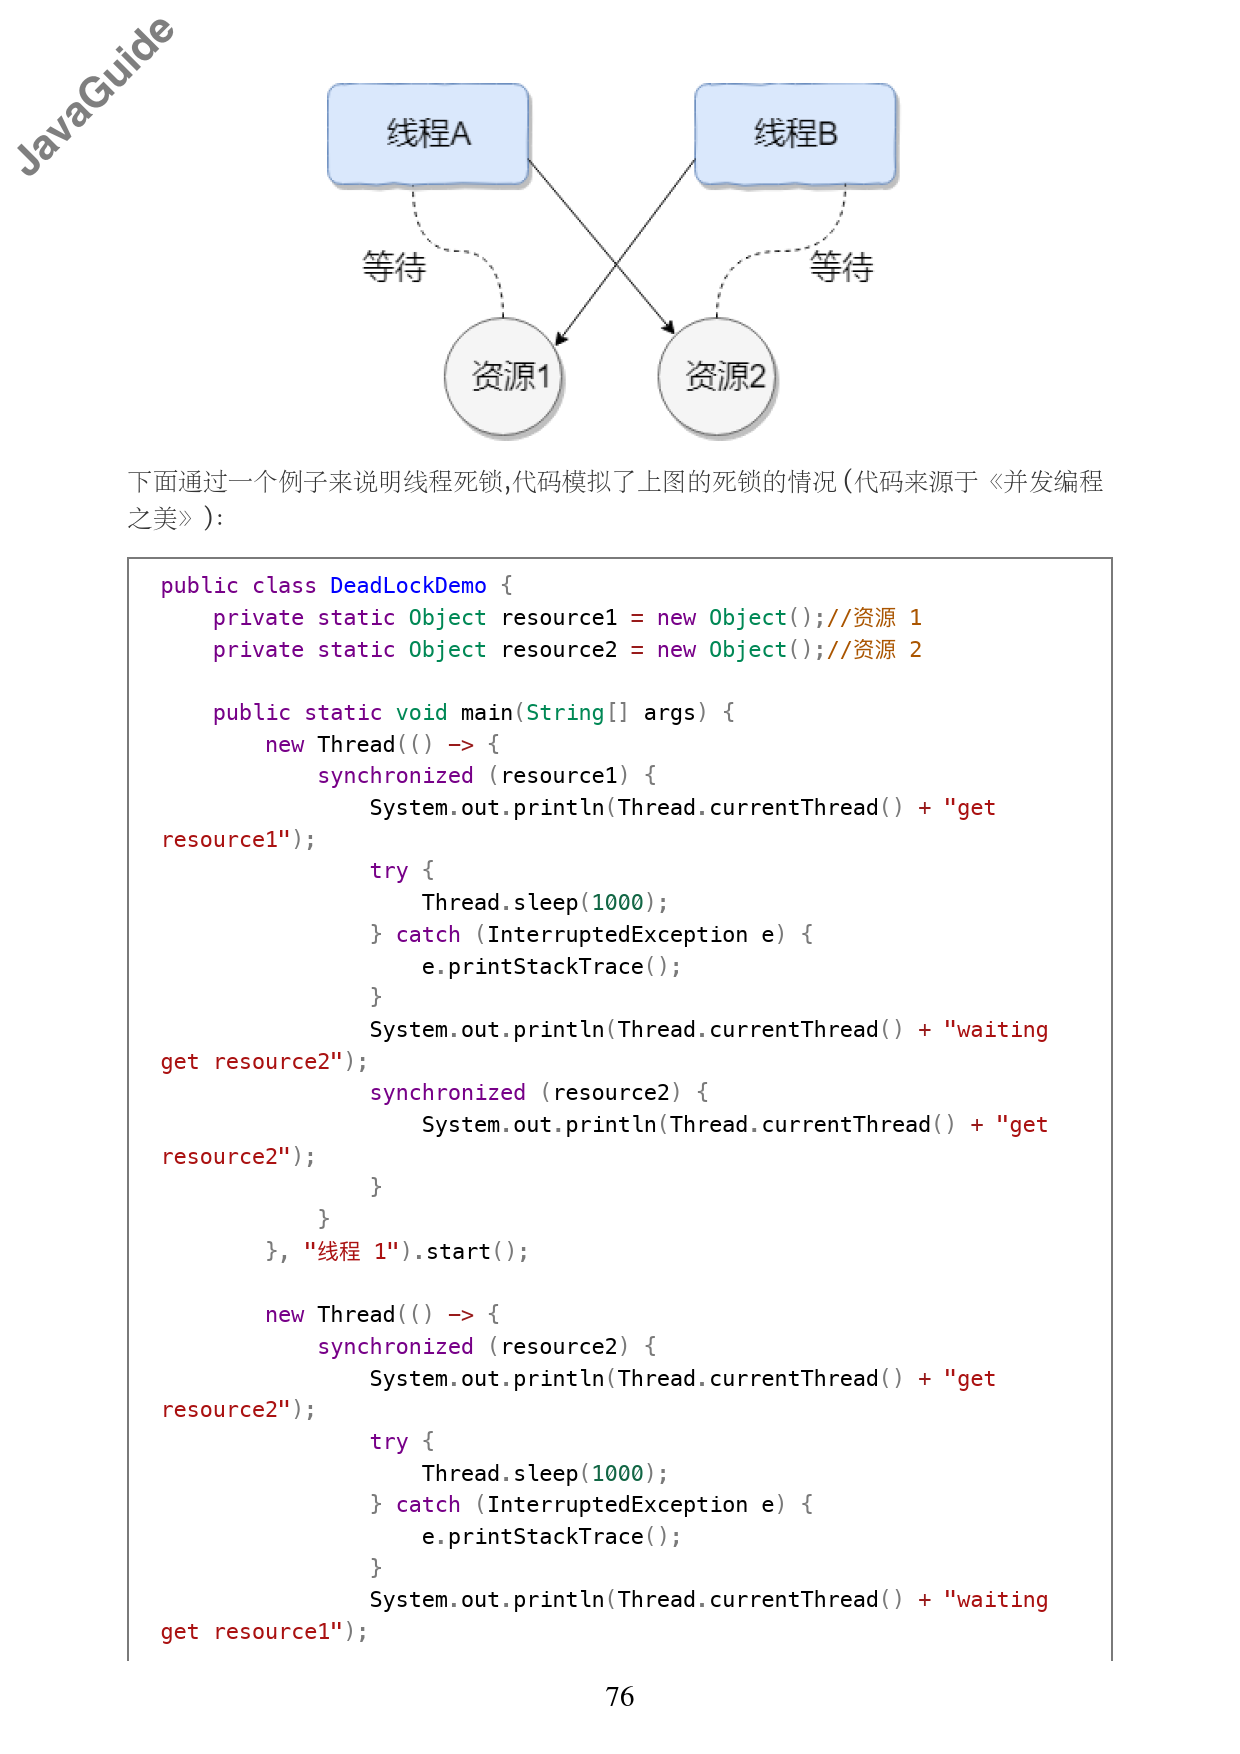 JavaGuide
线程A
线程B
等待
等待
资源1
资源2
下面通过一个例子来说明线程死锁,代码模拟了上图的死锁的情况 (代码来源于《并发编程
之美》):
public class DeadLockDemo {
    private static Object resource1 = new Object();//资源 1
    private static Object resource2 = new Object();//资源 2
    public static void main(String[] args) {
        new Thread(() -> {
            synchronized (resource1) {
                System.out.println(Thread.currentThread() + "get
resource1");
                try {
                    Thread.sleep(1000);
                } catch (InterruptedException e) {
                    e.printStackTrace();
                }
                System.out.println(Thread.currentThread() + "waiting
get resource2");
                synchronized (resource2) {
                    System.out.println(Thread.currentThread() + "get
resource2");
                }
            }
        }, "线程 1").start();
        new Thread(() -> {
            synchronized (resource2) {
                System.out.println(Thread.currentThread() + "get
resource2");
                try {
                    Thread.sleep(1000);
                } catch (InterruptedException e) {
                    e.printStackTrace();
                }
                System.out.println(Thread.currentThread() + "waiting
get resource1");
76